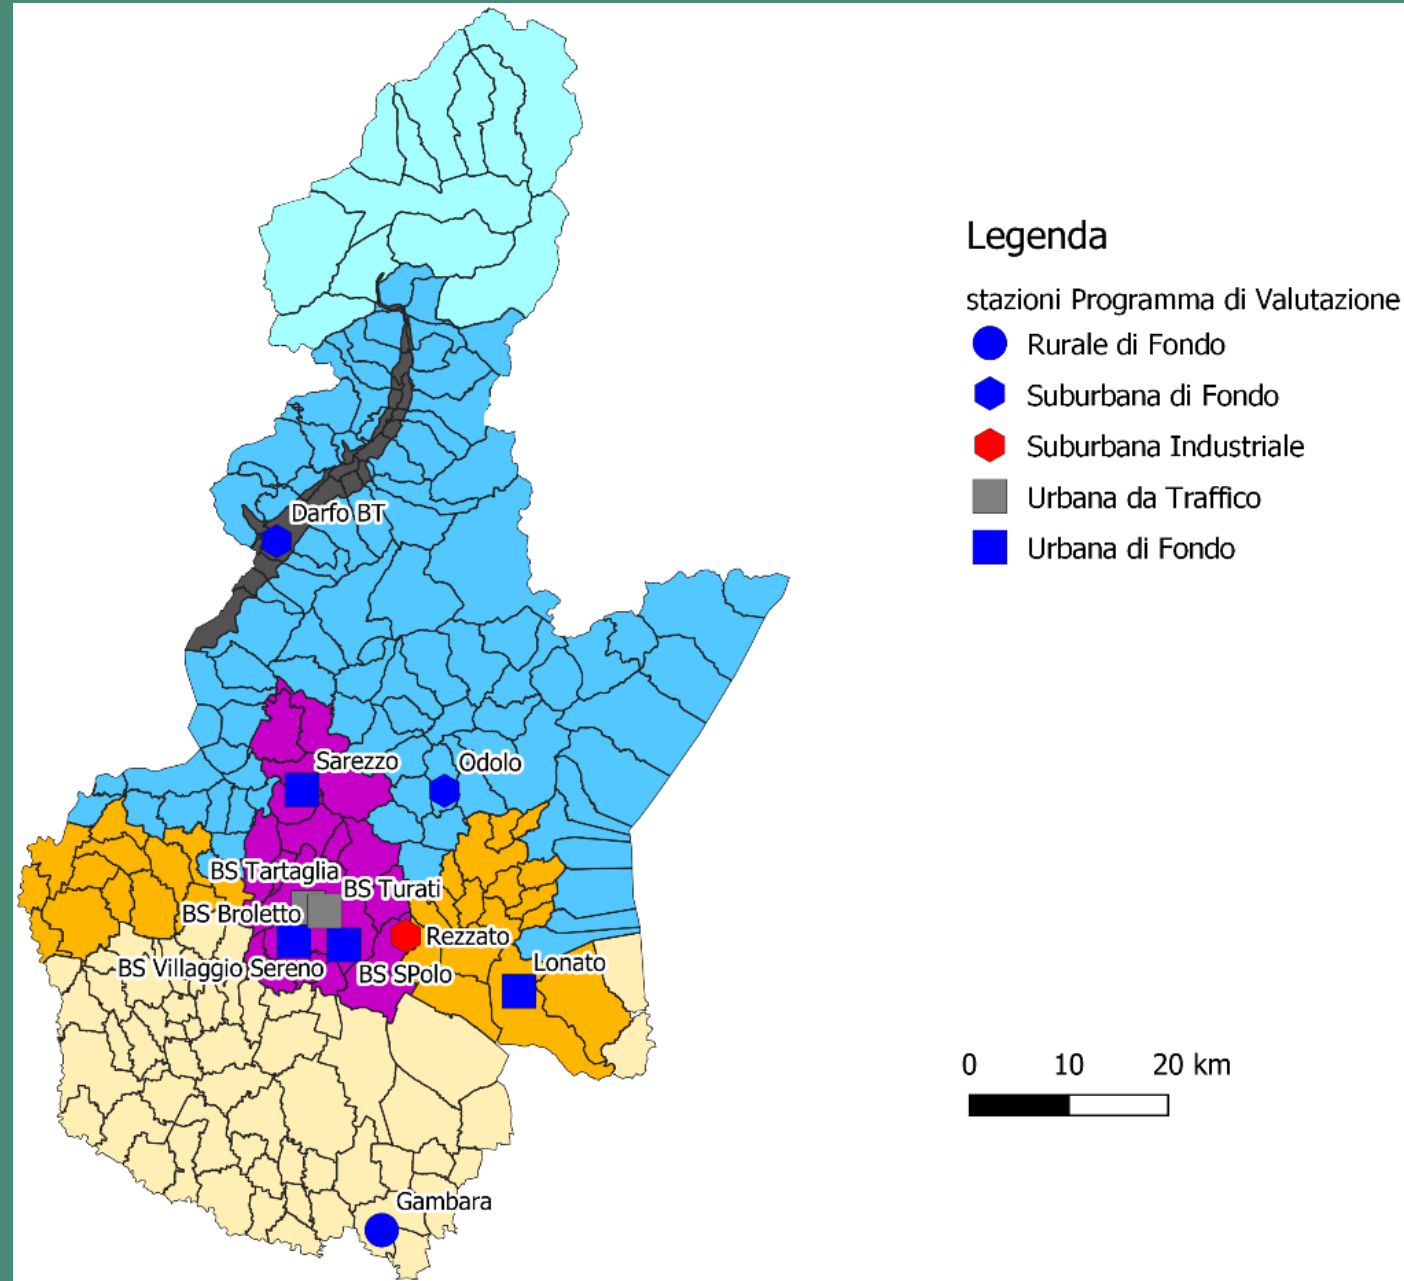 Legenda
stazioni Programma di Valutazione
Rurale di Fondo
Suburbana di Fondo
Suburbana Industriale
Urbana da Traffico
Urbana di Fondo
Darfo BT
Sarezzo
Odolo
BS Tartaglia
BS Turati
BS Broletto
Rezzato
BS Villaggio Sereno
BS SPolo
Lonato
0 10 20 km
Gambara